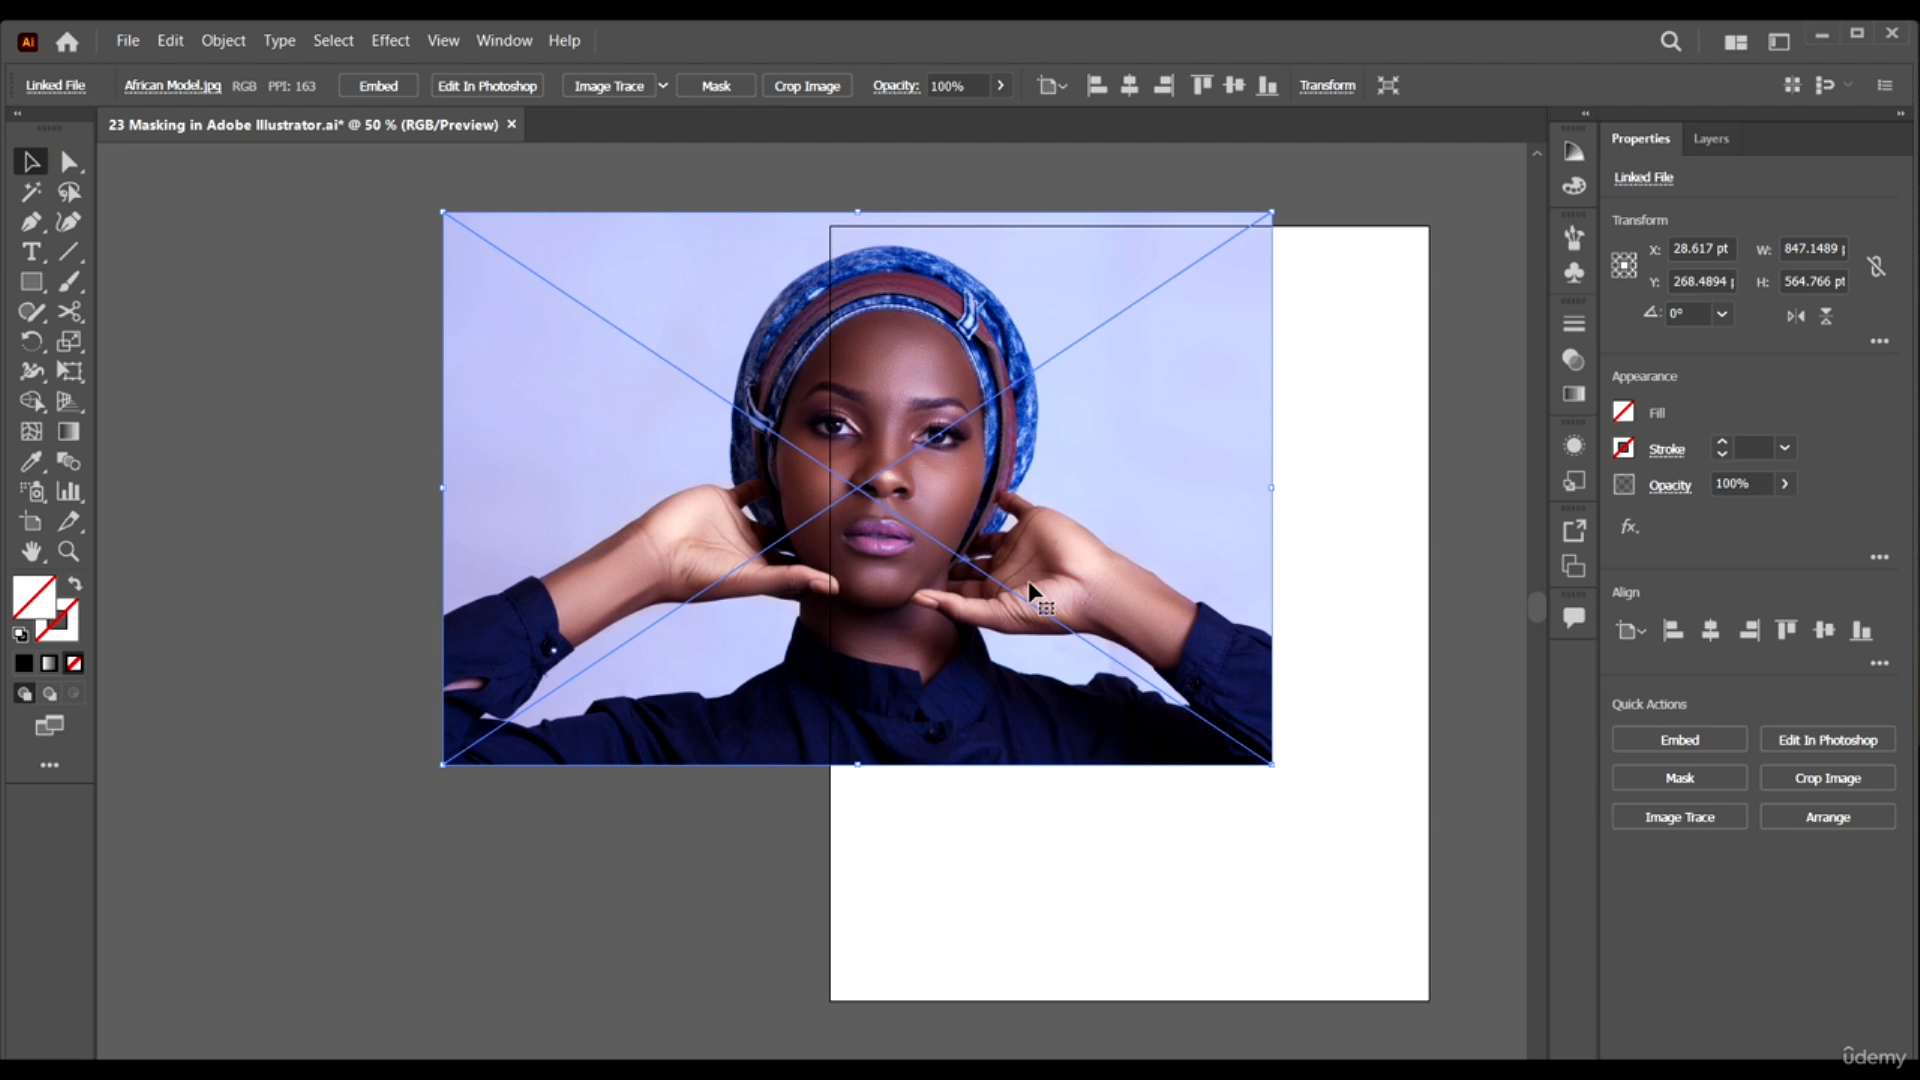 Ai File Edit Object Type Select Effect View Window Help
Linked File African Model.jpg RGB PPI: 163 Embed Edit In Photoshop Image Trace Mask Crop Image Opacity: 100% Transform
23 Masking in Adobe Illustrator.ai* @ 50 % (RGB/Preview) ×
Properties Layers
Linked File
Transform
X: 28.617 pt W: 847.1489
Y: 268.4894 H: 564.766 pt
0°
Appearance
Fill
Stroke
Opacity 100%
fx.
Align
Quick Actions
Embed Edit In Photoshop
Mask Crop Image
Image Trace Arrange
ûdemy